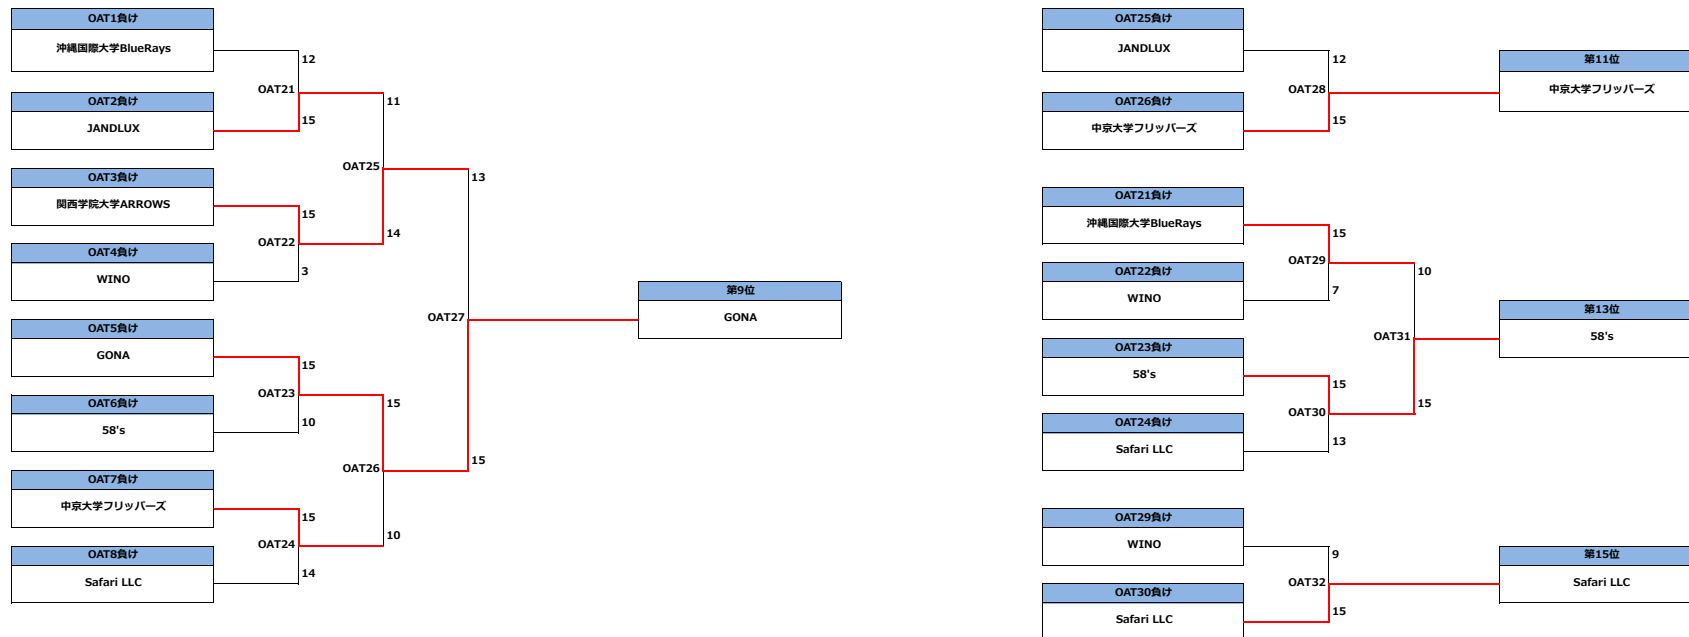 OAT1負け
沖縄国際大学BlueRays
12
OAT21
OAT2負け
11
JANDLUX
15
OAT25
OAT3負け
13
関西学院大学ARROWS
15
14
OAT22
OAT4負け
3
WINO
第9位
OAT27
GONA
OAT5負け
GONA
15
OAT23
15
OAT6負け
10
58's
15
OAT26
OAT7負け
中京大学フリッパーズ
15
10
OAT24
OAT8負け
14
Safari LLC
OAT25負け
JANDLUX
12
第11位
OAT28
中京大学フリッパーズ
OAT26負け
15
中京大学フリッパーズ
OAT21負け
沖縄国際大学BlueRays
15
OAT29
10
OAT22負け
7
WINO
第13位
OAT31
58's
OAT23負け
58's
15
15
OAT30
OAT24負け
13
Safari LLC
OAT29負け
WINO
9
第15位
OAT32
Safari LLC
OAT30負け
15
Safari LLC